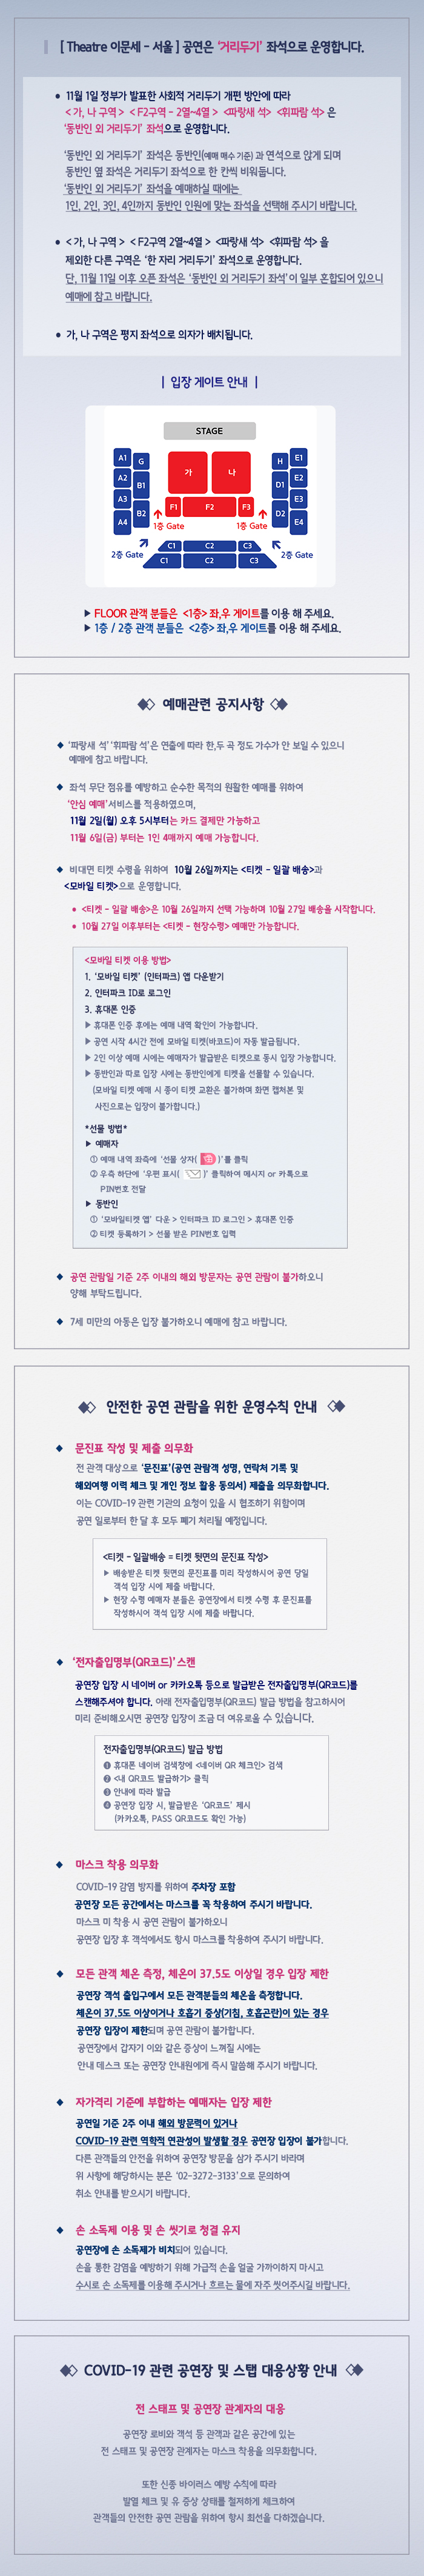 [ Theatre 이문세 - 서울 ] 공연은 ‘거리두기’ 좌석으로 운영합니다.
● 11월 1일 정부가 발표한 사회적 거리두기 개편 방안에 따라
< 가, 나 구역 > < F2구역 - 2열~4열 > <파랑새 석> <휘파람 석> 은
‘동반인 외 거리두기’ 좌석으로 운영합니다.
‘동반인 외 거리두기’ 좌석은 동반인(예매 매수 기준) 과 연석으로 앉게 되며
동반인 옆 좌석은 거리두기 좌석으로 한 칸씩 비워둡니다.
‘동반인 외 거리두기’ 좌석을 예매하실 때에는
1인, 2인, 3인, 4인까지 동반인 인원에 맞는 좌석을 선택해 주시기 바랍니다.
● < 가, 나 구역 > < F2구역 2열~4열 > <파랑새 석> <휘파람 석> 을
제외한 다른 구역은 ‘한 자리 거리두기’ 좌석으로 운영합니다.
단, 11월 11일 이후 오픈 좌석은 ‘동반인 외 거리두기 좌석’이 일부 혼합되어 있으니
예매에 참고 바랍니다.
● 가, 나 구역은 평지 좌석으로 의자가 배치됩니다.
| 입장 게이트 안내 |
STAGE
A1 G 가 나 H E1
A2 B1 D1 E2
A3 B2 F1 F2 F3 D2 E3
A4 1층 Gate 1층 Gate E4
2층 Gate C1 C2 C3 2층 Gate
C1 C2 C3
▶ FLOOR 관객 분들은 <1층> 좌,우 게이트를 이용 해 주세요.
▶ 1층 / 2층 관객 분들은 <2층> 좌,우 게이트를 이용 해 주세요.
◆◇ 예매관련 공지사항 ◇◆
◆ ‘파랑새 석’ ‘휘파람 석’은 연출에 따라 한,두 곡 정도 가수가 안 보일 수 있으니
예매에 참고 바랍니다.
◆ 좌석 무단 점유를 예방하고 순수한 목적의 원활한 예매를 위하여
‘안심 예매’서비스를 적용하였으며,
11월 2일(월) 오후 5시부터는 카드 결제만 가능하고
11월 6일(금) 부터는 1인 4매까지 예매 가능합니다.
◆ 비대면 티켓 수령을 위하여 10월 26일까지는 <티켓 - 일괄 배송>과
<모바일 티켓>으로 운영합니다.
● <티켓 - 일괄 배송>은 10월 26일까지 선택 가능하며 10월 27일 배송을 시작합니다.
● 10월 27일 이후부터는 <티켓 - 현장수령> 예매만 가능합니다.
<모바일 티켓 이용 방법>
1. ‘모바일 티켓’ (인터파크) 앱 다운받기
2. 인터파크 ID로 로그인
3. 휴대폰 인증
▶ 휴대폰 인증 후에는 예매 내역 확인이 가능합니다.
▶ 공연 시작 4시간 전에 모바일 티켓(바코드)이 자동 발급됩니다.
▶ 2인 이상 예매 시에는 예매자가 발급받은 티켓으로 동시 입장 가능합니다.
▶ 동반인과 따로 입장 시에는 동반인에게 티켓을 선물할 수 있습니다.
(모바일 티켓 예매 시 종이 티켓 교환은 불가하며 화면 캡처본 및
사진으로는 입장이 불가합니다.)
*선물 방법*
▶ 예매자
① 예매 내역 좌측에 ‘선물 상자( )’를 클릭
② 우측 하단에 ‘우편 표시( )’ 클릭하여 메시지 or 카톡으로
PIN번호 전달
▶ 동반인
① ‘모바일티켓 앱’ 다운 > 인터파크 ID 로그인 > 휴대폰 인증
② 티켓 등록하기 > 선물 받은 PIN번호 입력
◆ 공연 관람일 기준 2주 이내의 해외 방문자는 공연 관람이 불가하오니
양해 부탁드립니다.
◆ 7세 미만의 아동은 입장 불가하오니 예매에 참고 바랍니다.
◆◇ 안전한 공연 관람을 위한 운영수칙 안내 ◇◆
◆ 문진표 작성 및 제출 의무화
전 관객 대상으로 ‘문진표’(공연 관람객 성명, 연락처 기록 및
해외여행 이력 체크 및 개인 정보 활용 동의서) 제출을 의무화합니다.
이는 COVID-19 관련 기관의 요청이 있을 시 협조하기 위함이며
공연 일로부터 한 달 후 모두 폐기 처리될 예정입니다.
<티켓 - 일괄배송 = 티켓 뒷면의 문진표 작성>
▶ 배송받은 티켓 뒷면의 문진표를 미리 작성하시어 공연 당일
객석 입장 시에 제출 바랍니다.
▶ 현장 수령 예매자 분들은 공연장에서 티켓 수령 후 문진표를
작성하시어 객석 입장 시에 제출 바랍니다.
◆ ‘전자출입명부(QR코드)’ 스캔
공연장 입장 시 네이버 or 카카오톡 등으로 발급받은 전자출입명부(QR코드)를
스캔해주셔야 합니다. 아래 전자출입명부(QR코드) 발급 방법을 참고하시어
미리 준비해오시면 공연장 입장이 조금 더 여유로울 수 있습니다.
전자출입명부(QR코드) 발급 방법
❶ 휴대폰 네이버 검색창에 <네이버 QR 체크인> 검색
❷ <내 QR코드 발급하기> 클릭
❸ 안내에 따라 발급
❹ 공연장 입장 시, 발급받은 ‘QR코드’ 제시
(카카오톡, PASS QR코드도 확인 가능)
◆ 마스크 착용 의무화
COVID-19 감염 방지를 위하여 주차장 포함
공연장 모든 공간에서는 마스크를 꼭 착용하여 주시기 바랍니다.
마스크 미 착용 시 공연 관람이 불가하오니
공연장 입장 후 객석에서도 항시 마스크를 착용하여 주시기 바랍니다.
◆ 모든 관객 체온 측정, 체온이 37.5도 이상일 경우 입장 제한
공연장 객석 출입구에서 모든 관객분들의 체온을 측정합니다.
체온이 37.5도 이상이거나 호흡기 증상(기침, 호흡곤란)이 있는 경우
공연장 입장이 제한되며 공연 관람이 불가합니다.
공연장에서 갑자기 이와 같은 증상이 느껴질 시에는
안내 데스크 또는 공연장 안내원에게 즉시 말씀해 주시기 바랍니다.
◆ 자가격리 기준에 부합하는 예매자는 입장 제한
공연일 기준 2주 이내 해외 방문력이 있거나
COVID-19 관련 역학적 연관성이 발생할 경우 공연장 입장이 불가합니다.
다른 관객들의 안전을 위하여 공연장 방문을 삼가 주시기 바라며
위 사항에 해당하시는 분은 ‘02-3272-3133’으로 문의하여
취소 안내를 받으시기 바랍니다.
◆ 손 소독제 이용 및 손 씻기로 청결 유지
공연장에 손 소독제가 비치되어 있습니다.
손을 통한 감염을 예방하기 위해 가급적 손을 얼굴 가까이하지 마시고
수시로 손 소독제를 이용해 주시거나 흐르는 물에 자주 씻어주시길 바랍니다.
◆◇ COVID-19 관련 공연장 및 스탭 대응상황 안내 ◇◆
전 스태프 및 공연장 관계자의 대응
공연장 로비와 객석 등 관객과 같은 공간에 있는
전 스태프 및 공연장 관계자는 마스크 착용을 의무화합니다.
또한 신종 바이러스 예방 수칙에 따라
발열 체크 및 유 증상 상태를 철저하게 체크하여
관객들의 안전한 공연 관람을 위하여 항시 최선을 다하겠습니다.